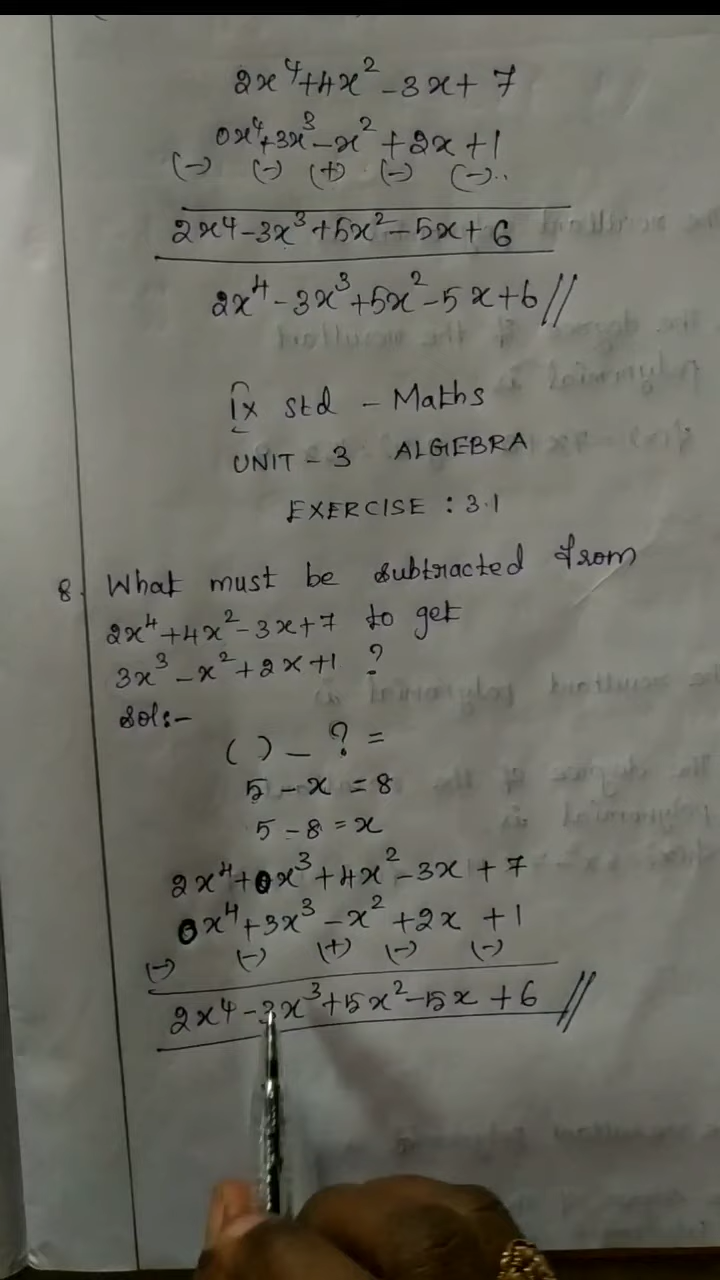 2x⁴+4x²-3x+7
0x⁴+3x³-x²+2x+1
(-) (-) (+) (-) (-)..
2x⁴-3x³+5x²-5x+6
2x⁴-3x³+5x²-5x+6//
IX Std - Maths
UNIT - 3 ALGEBRA
EXERCISE : 3.1
8. What must be subtracted from
2x⁴+4x²-3x+7 to get
3x³-x²+2x+1 ?
Sol:-
( ) - ? =
5 - x = 8
5 - 8 = x
2x⁴+0x³+4x²-3x+7
0x⁴+3x³-x²+2x+1
(-) (-) (+) (-) (-)
2x⁴-3x³+5x²-5x+6//